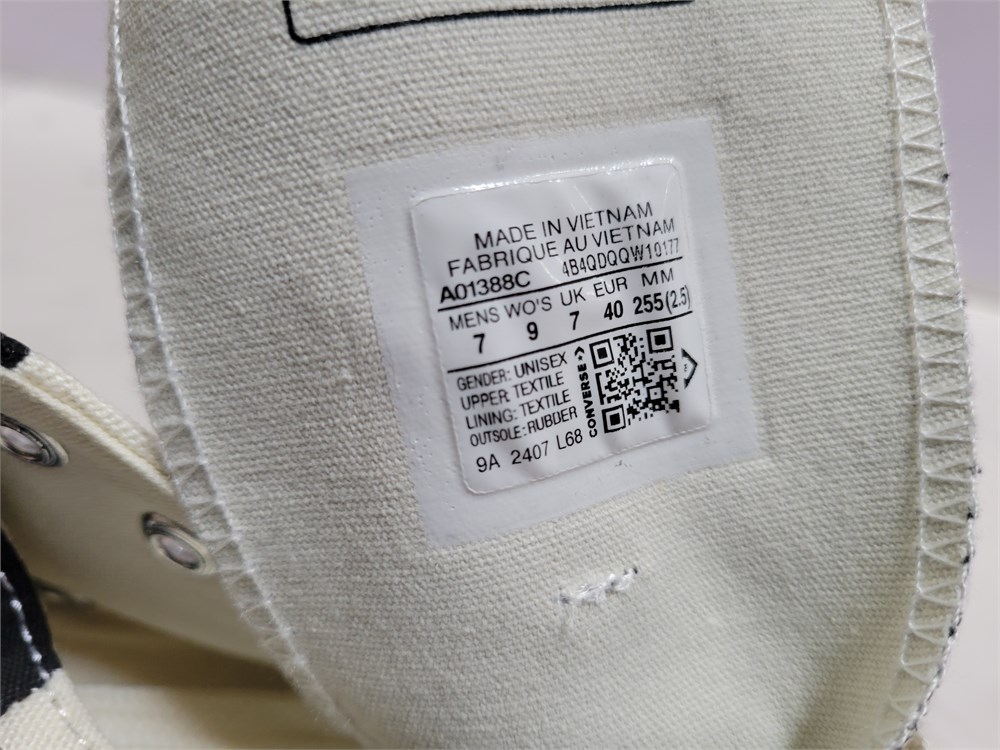 MADE IN VIETNAM
FABRIQUE AU VIETNAM
A01388C 4B4QDQQW10177
MENS WO'S UK EUR MM
7 9 7 40 255(2.5)
GENDER: UNISEX
UPPER: TEXTILE
LINING: TEXTILE
OUTSOLE: RUBBER
9A 2407 L68
CONVERSE